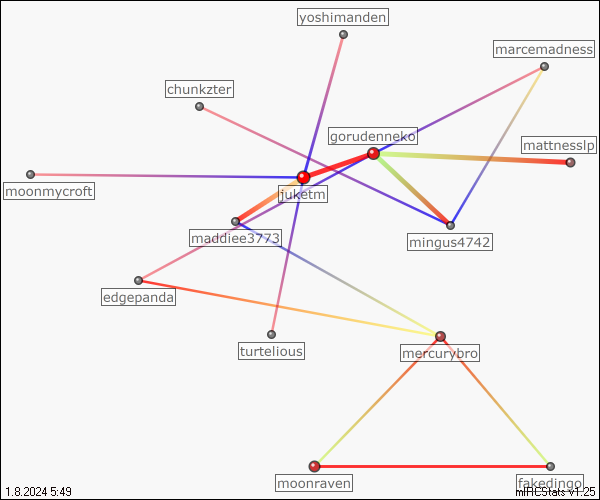 yoshimanden
marcemadness
chunkzter
gorudenneko
mattnesslp
moonmycroft
juketm
maddiee3773
mingus4742
edgepanda
turtelious
mercurybro
moonraven
fakedingo
1.8.2024 5:49
mIRCStats v1.25